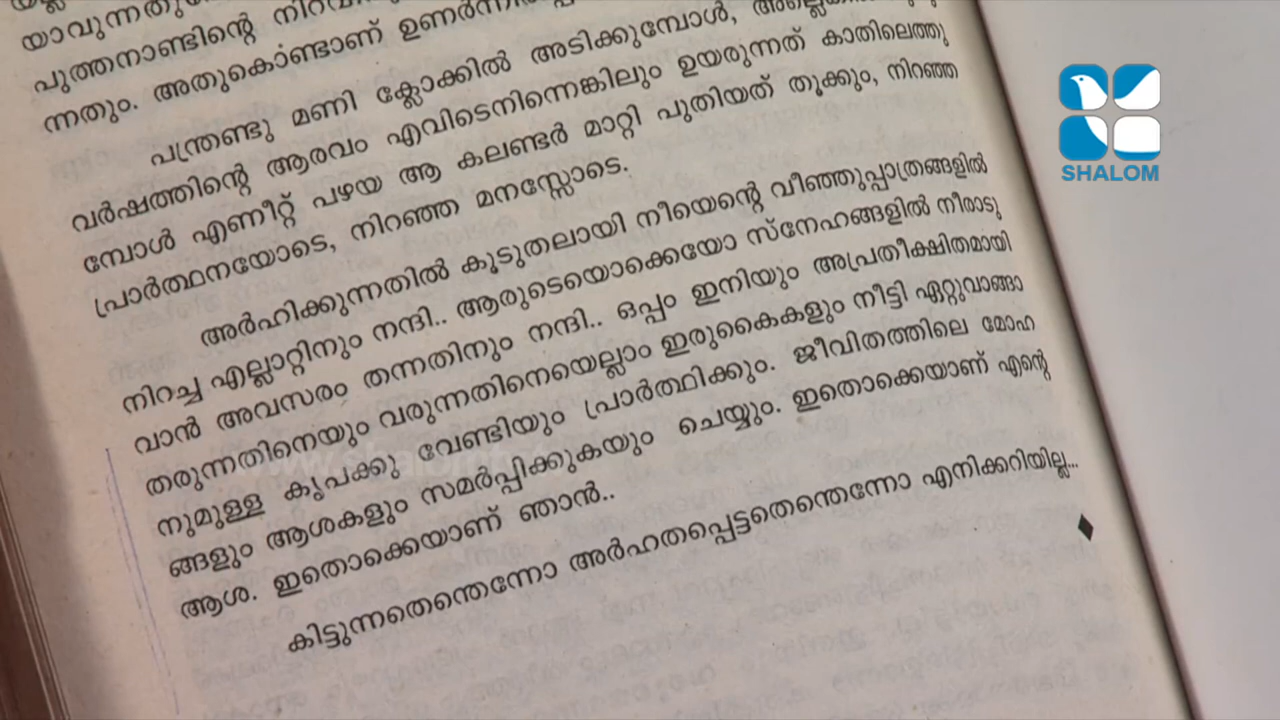 യാവുന്നതു
പുത്തനാണ്ടിന്റെ
ന്നതും. അതുകൊണ്ടാണ്
പന്ത്രണ്ടു മണി ക്ലോക്കിൽ അടിക്കുമ്പോൾ,
വർഷത്തിന്റെ ആരവം എവിടെനിന്നെങ്കിലും ഉയരുന്നത് കാതിലെത്തു
മ്പോൾ എണീറ്റ് പഴയ ആ കലണ്ടർ മാറ്റി പുതിയത് തൂക്കും, നിറഞ്ഞ
പ്രാർത്ഥനയോടെ, നിറഞ്ഞ മനസ്സോടെ.
അർഹിക്കുന്നതിൽ കൂടുതലായി നീയെന്റെ വീഞ്ഞുപ്പാത്രങ്ങളിൽ
നിറച്ച എല്ലാറ്റിനും നന്ദി.. ആരുടെയൊക്കെയോ സ്നേഹങ്ങളിൽ നീരാടു
വാൻ അവസരം തന്നതിനും നന്ദി.. ഒപ്പം ഇനിയും അപ്രതീക്ഷിതമായി
തരുന്നതിനെയും വരുന്നതിനെയെല്ലാം ഇരുകൈകളും നീട്ടി ഏറ്റുവാങ്ങാ
നുമുള്ള കൃപക്കു വേണ്ടിയും പ്രാർത്ഥിക്കും. ജീവിതത്തിലെ മോഹ
ങ്ങളും ആശകളും സമർപ്പിക്കുകയും ചെയ്യും. ഇതൊക്കെയാണ് എന്റെ
ആശ. ഇതൊക്കെയാണ് ഞാൻ..
കിട്ടുന്നതെന്തെന്നോ അർഹതപ്പെട്ടതെന്തെന്നോ എനിക്കറിയില്ല...
SHALOM